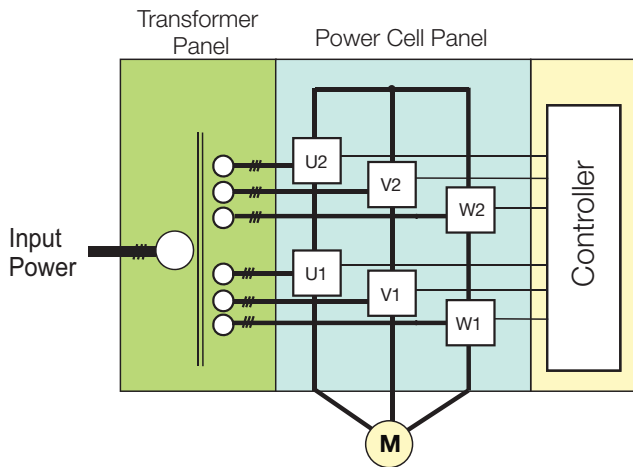 Transformer
Panel
Power Cell Panel
U2
V2
W2
Input
Power
U1
V1
W1
Controller
M